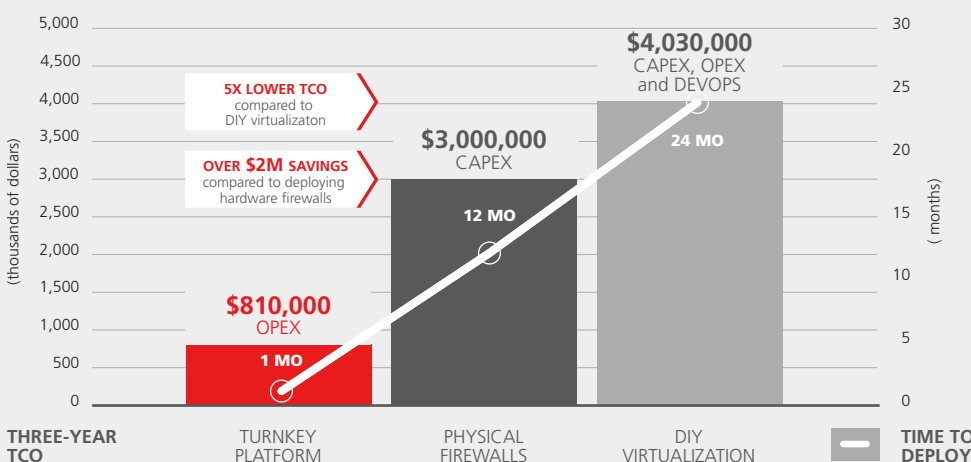 5,000
4,500
4,000
3,500
3,000
2,500
2,000
1,500
1,000
500
0
(thousands of dollars)
5X LOWER TCO
compared to
DIY virtualizaton
OVER $2M SAVINGS
compared to deploying
hardware firewalls
$810,000
OPEX
1 MO
$3,000,000
CAPEX
12 MO
$4,030,000
CAPEX, OPEX
and DEVOPS
24 MO
30
25
20
15
10
5
0
( months)
THREE-YEAR
TCO
TURNKEY
PLATFORM
PHYSICAL
FIREWALLS
DIY
VIRTUALIZATION
TIME TO
DEPLOY